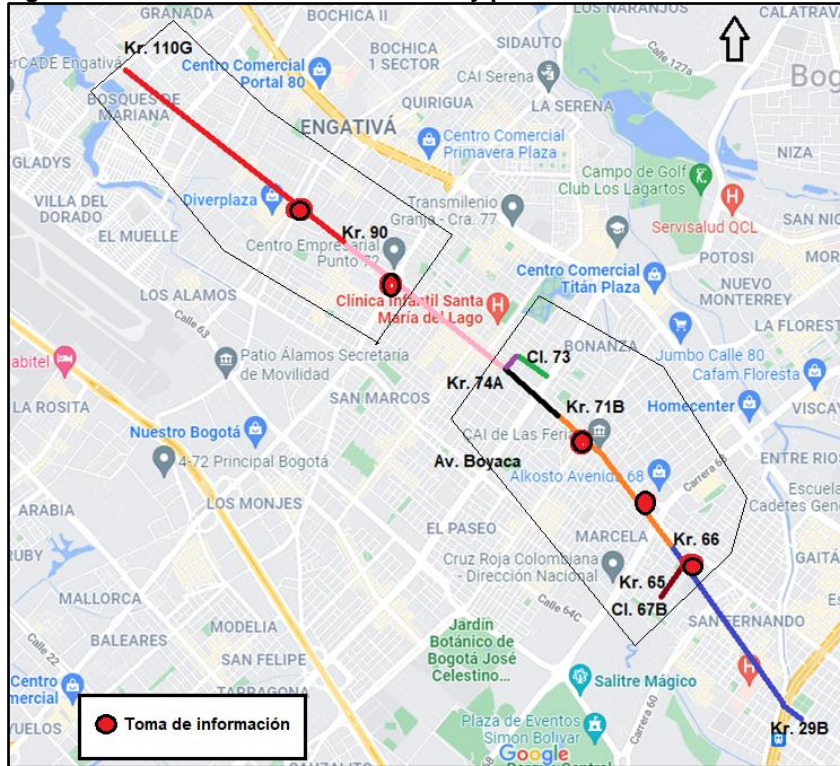 GRANADA
BOCHICA II
LOS NARANJOS
CALATRAV
Kr. 110G
SIDAUTO
Calle 127a
erCADE Engativá
Centro Comercial
Portal 80
BOCHICA
1 SECTOR
CAI Serena
Bog
BOSQUES DE
MARIANA
QUIRIGUA
LA SERENA
ENGATIVÁ
Centro Comercial
Primavera Plaza
NIZA
GLADYS
Campo de Golf
Club Los Lagartos
VILLA DEL
DORADO
Diverplaza
Transmilenio
Granja - Cra. 77
SAN NIC
Servisalud QCL
EL MUELLE
Kr. 90
Centro Empresarial
Punto 72
POTOSI
MOR
Centro Comercial
Titán Plaza
NUEVO
MONTERREY
LOS ALAMOS
Clínica Infantil Santa
María del Lago
LA FLOREST
Calle 63
BONANZA
Patio Álamos Secretaría
de Movilidad
Cl. 73
Jumbo Calle 80
abitel
Cafam Floresta
Kr. 74A
SAN MARCOS
LA ROSITA
Kr. 71B
Homecenter
VISCAY
Nuestro Bogotá
CAI de Las Feria
4-72 Principal Bogotá
Av. Boyaca
Alkosto Avenida 68
Carrera 68
ENTRE RIOS
Escuela
Cadetes Gene
ARABIA
LOS MONJES
EL PASEO
MARCELA
Kr. 66
RUBY
Cruz Roja Colombiana
- Dirección Nacional
GAITÁ
Kr. 65
MALLORCA
Calle 64C
Cl. 67B
SAN FERNANDO
MODELIA
Jardín
Botánico de
Bogotá José
Celestino...
BALEARES
Calle 22
SAN FELIPE
Centro
mercial
TARRAGONA
Salitre Mágico
Carrera 60
Toma de información
Plaza de Eventos
Simón Bolívar
Kr. 29B
YUELOS
Google